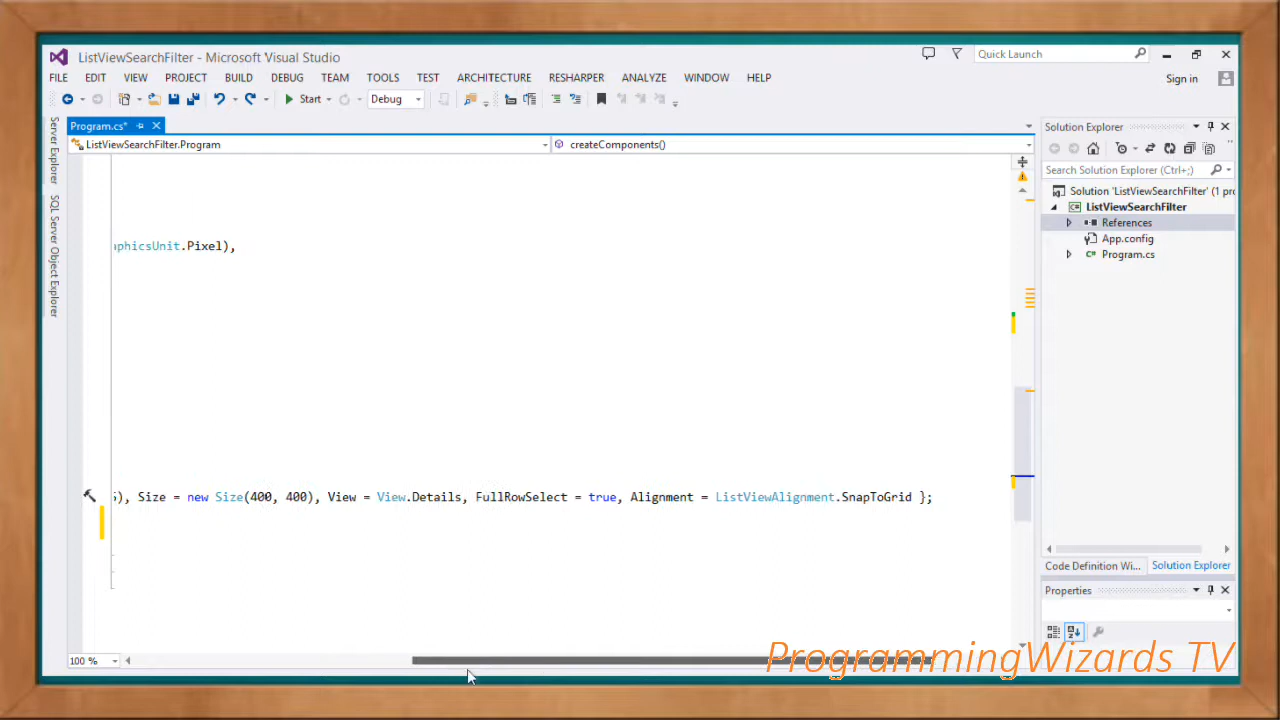 ListViewSearchFilter - Microsoft Visual Studio
Quick Launch
FILE EDIT VIEW PROJECT BUILD DEBUG TEAM TOOLS TEST ARCHITECTURE RESHARPER ANALYZE WINDOW HELP
Sign in
Start
Debug
Server Explorer
SQL Server Object Explorer
Program.cs*
ListViewSearchFilter.Program
createComponents()
phicsUnit.Pixel),
), Size = new Size(400, 400), View = View.Details, FullRowSelect = true, Alignment = ListViewAlignment.SnapToGrid };
100 %
Solution Explorer
Search Solution Explorer (Ctrl+;)
Solution 'ListViewSearchFilter' (1 pro
ListViewSearchFilter
References
App.config
Program.cs
Code Definition Wi...
Solution Explorer
Properties
ProgrammingWizards TV